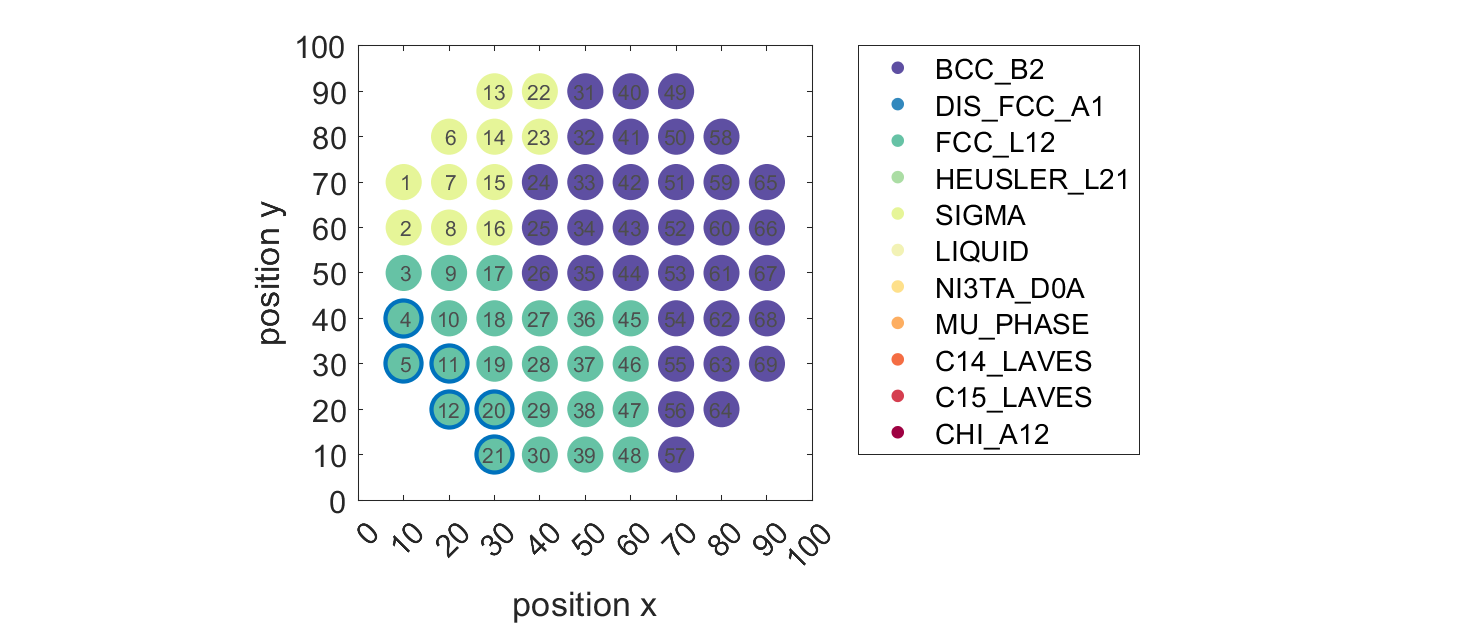 100
90
80
70
60
50
40
30
20
10
0
position y
13 22 31 40 49
6 14 23 32 41 50 58
1 7 15 24 33 42 51 59 65
2 8 16 25 34 43 52 60 66
3 9 17 26 35 44 53 61 67
4 10 18 27 36 45 54 62 68
5 11 19 28 37 46 55 63 69
12 20 29 38 47 56 64
21 30 39 48 57
0 10 20 30 40 50 60 70 80 90 100
position x
BCC_B2
DIS_FCC_A1
FCC_L12
HEUSLER_L21
SIGMA
LIQUID
NI3TA_D0A
MU_PHASE
C14_LAVES
C15_LAVES
CHI_A12